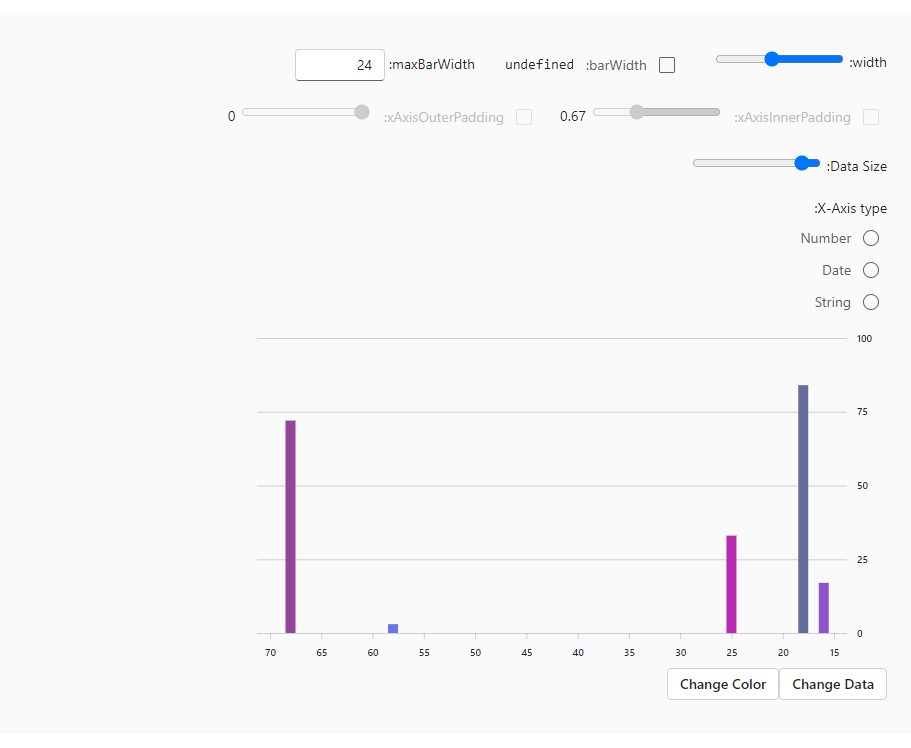 width:
barWidth: undefined
maxBarWidth: 24
xAxisInnerPadding: 0.67
xAxisOuterPadding: 0
Data Size:
X-Axis type:
Number
Date
String
100
75
50
25
0
70 65 60 55 50 45 40 35 30 25 20 15
Change Color Change Data